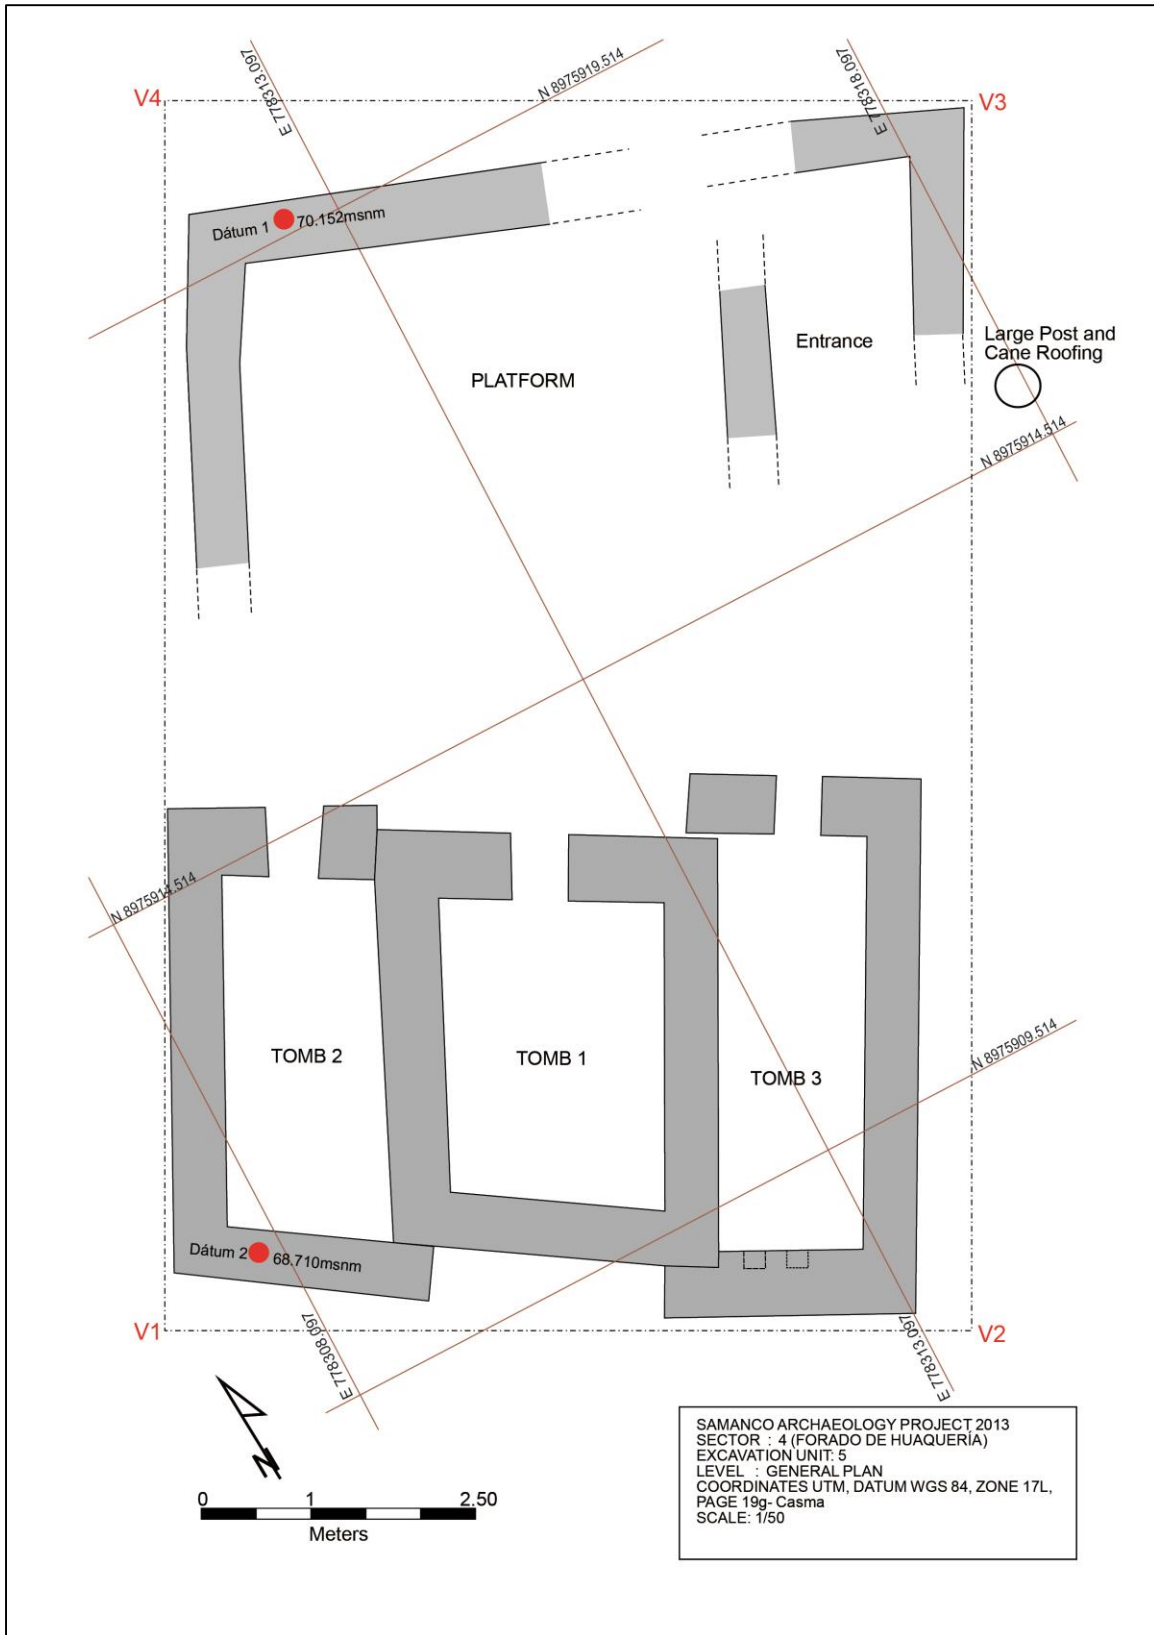 E 778313.097
N 8975919.514
E 778318.097
V4
V3
Dátum 1
70.152msnm
Large Post and
Cane Roofing
Entrance
PLATFORM
N 8975914.514
N 8975914.514
TOMB 2
TOMB 1
TOMB 3
N 8975909.514
Dátum 2
68.710msnm
V1
V2
E 778308.097
E 778313.097
N
0 1 2.50
Meters
SAMANCO ARCHAEOLOGY PROJECT 2013
SECTOR : 4 (FORADO DE HUAQUERÍA)
EXCAVATION UNIT: 5
LEVEL : GENERAL PLAN
COORDINATES UTM, DATUM WGS 84, ZONE 17L,
PAGE 19g- Casma
SCALE: 1/50